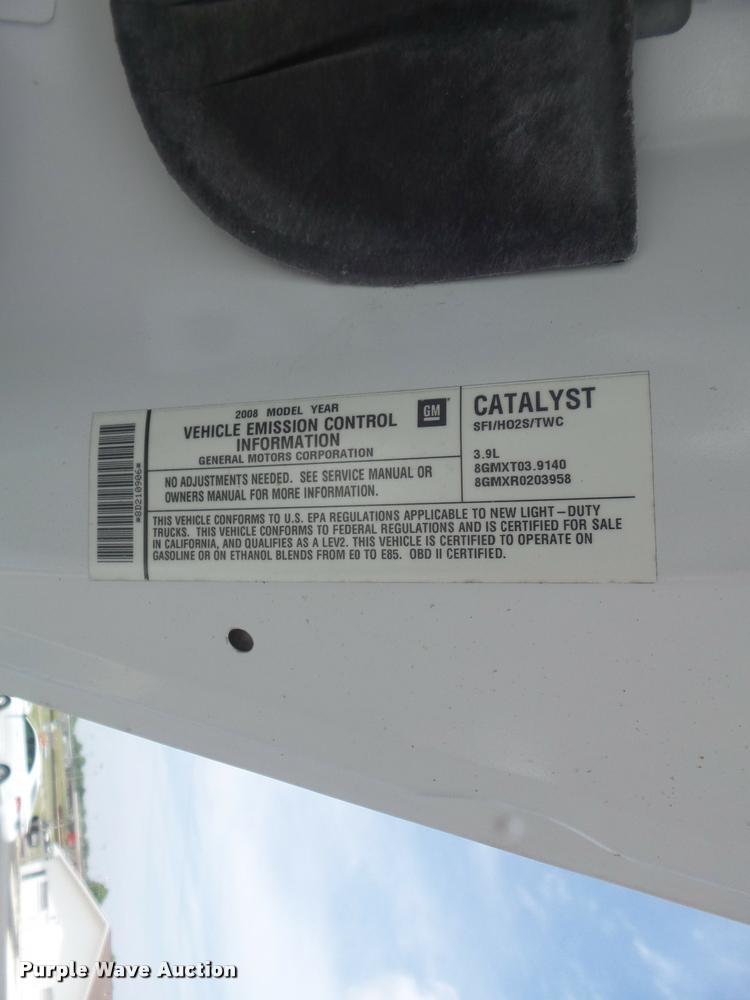 *8D210906*
2008 MODEL YEAR
VEHICLE EMISSION CONTROL
INFORMATION
GENERAL MOTORS CORPORATION
GM
NO ADJUSTMENTS NEEDED. SEE SERVICE MANUAL OR
OWNERS MANUAL FOR MORE INFORMATION.
CATALYST
SFI/HO2S/TWC
3.9L
8GMXT03.9140
8GMXR0203958
THIS VEHICLE CONFORMS TO U.S. EPA REGULATIONS APPLICABLE TO NEW LIGHT-DUTY
TRUCKS. THIS VEHICLE CONFORMS TO FEDERAL REGULATIONS AND IS CERTIFIED FOR SALE
IN CALIFORNIA, AND QUALIFIES AS A LEV2. THIS VEHICLE IS CERTIFIED TO OPERATE ON
GASOLINE OR ON ETHANOL BLENDS FROM E0 TO E85. OBD II CERTIFIED.
Purple Wave Auction